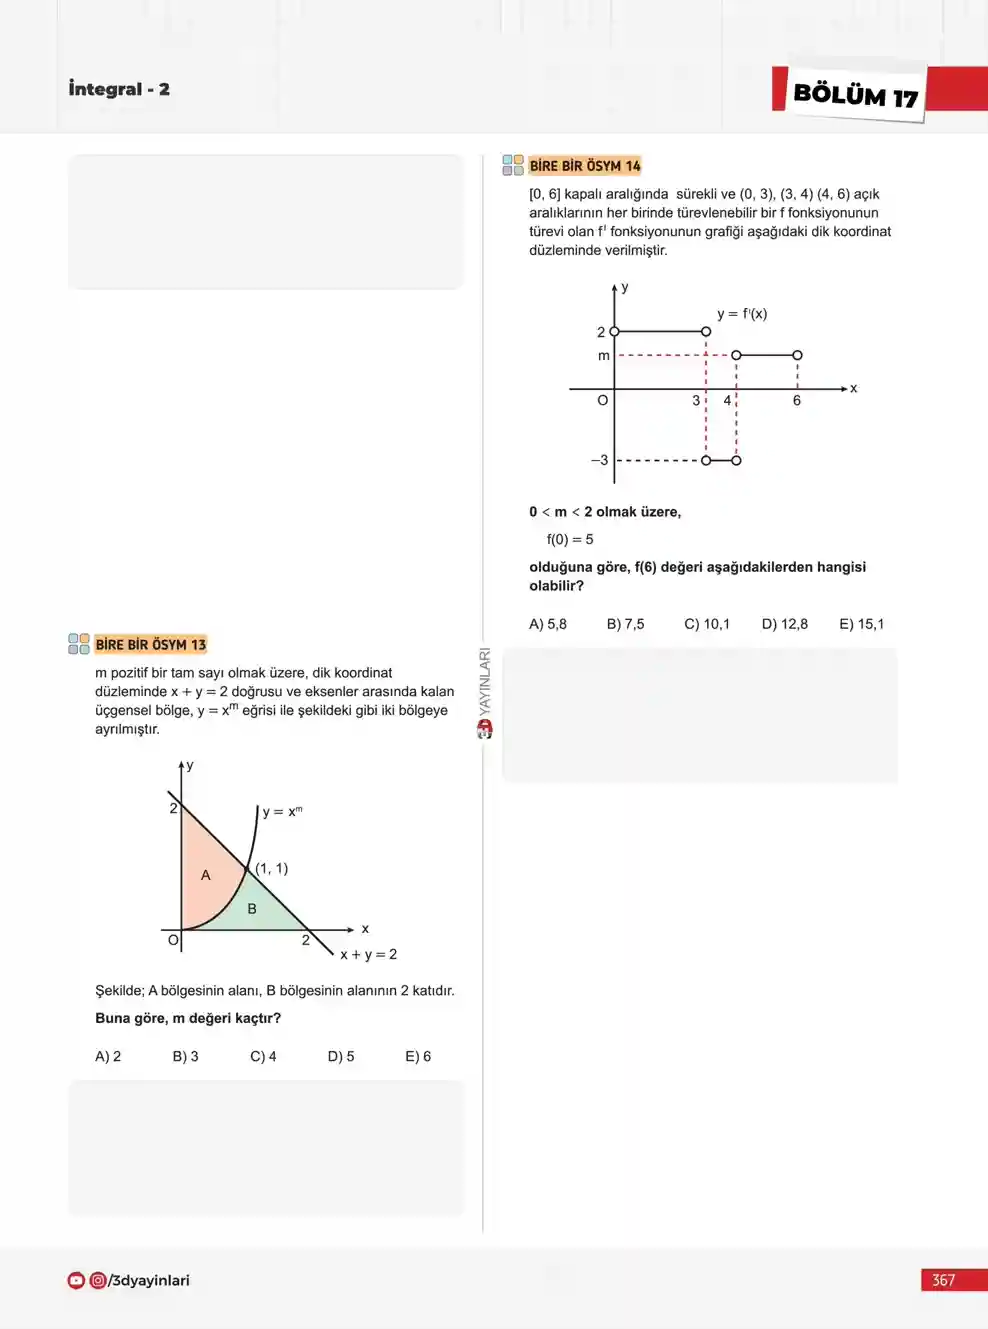 İntegral - 2
BÖLÜM 17
BİRE BİR ÖSYM 13
m pozitif bir tam sayı olmak üzere, dik koordinat
düzleminde x + y = 2 doğrusu ve eksenler arasında kalan
üçgensel bölge, y = xᵐ eğrisi ile şekildeki gibi iki bölgeye
ayrılmıştır.
y
2
y = xᵐ
(1, 1)
A
B
O
2
x
x + y = 2
Şekilde; A bölgesinin alanı, B bölgesinin alanının 2 katıdır.
Buna göre, m değeri kaçtır?
A) 2 B) 3 C) 4 D) 5 E) 6
YAYINLARI
BİRE BİR ÖSYM 14
[0, 6] kapalı aralığında sürekli ve (0, 3), (3, 4) (4, 6) açık
aralıklarının her birinde türevlenebilir bir f fonksiyonunun
türevi olan f' fonksiyonunun grafiği aşağıdaki dik koordinat
düzleminde verilmiştir.
y
y = f'(x)
2
m
O
3
4
6
x
–3
0 < m < 2 olmak üzere,
f(0) = 5
olduğuna göre, f(6) değeri aşağıdakilerden hangisi
olabilir?
A) 5,8 B) 7,5 C) 10,1 D) 12,8 E) 15,1
/3dyayinlari
367